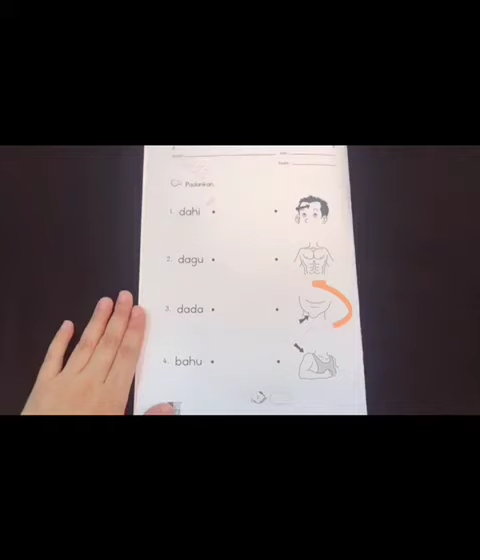 Padankan.
1. dahi
2. dagu
3. dada
4. bahu